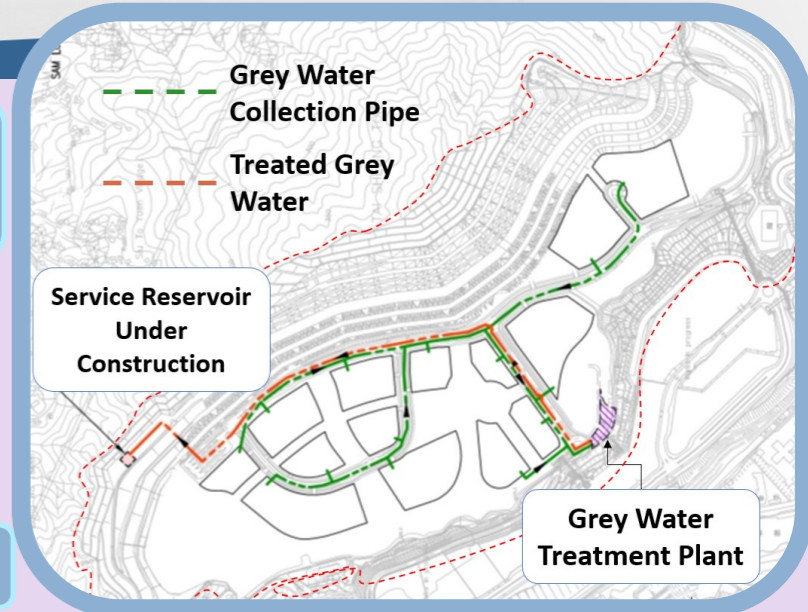 Grey Water
Collection Pipe
Treated Grey
Water
Service Reservoir
Under
Construction
Grey Water
Treatment Plant